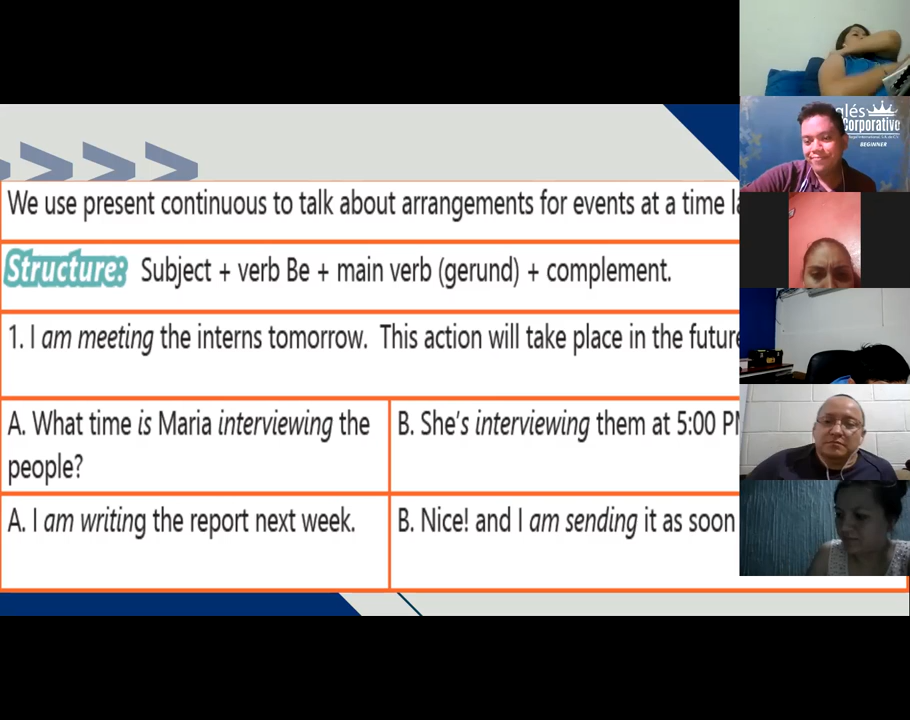 We use present continuous to talk about arrangements for events at a time
Structure: Subject + verb Be + main verb (gerund) + complement.
1. I am meeting the interns tomorrow. This action will take place in the future
A. What time is Maria interviewing the
people?
B. She's interviewing them at 5:00
A. I am writing the report next week.
B. Nice! and I am sending it as soon
glés
Corporativo
BEGINNER